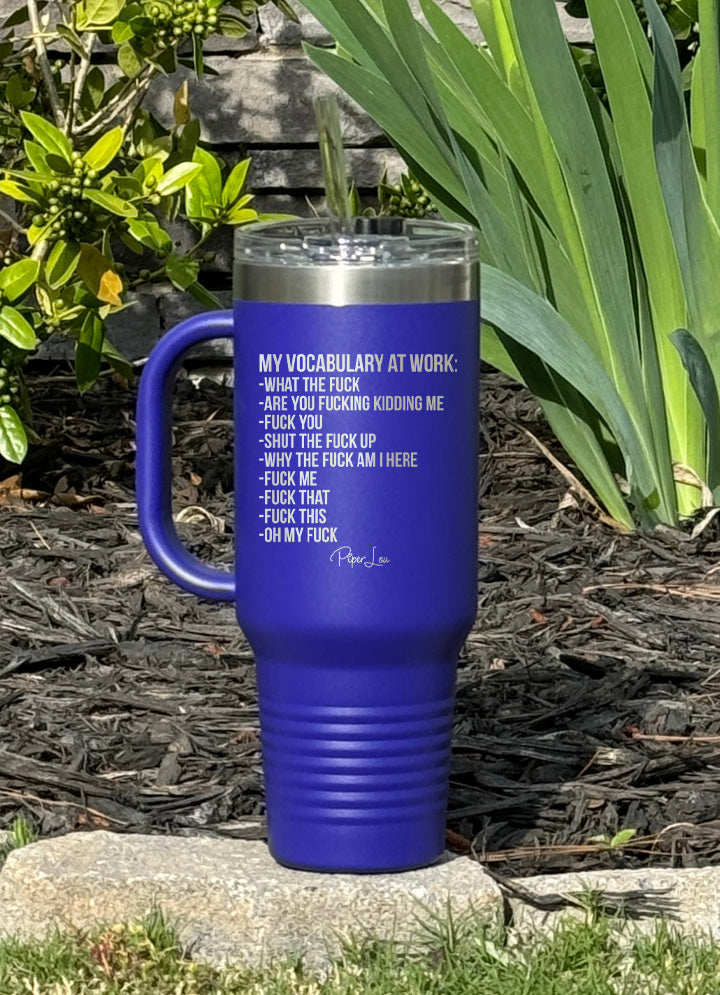 MY VOCABULARY AT WORK:
-WHAT THE FUCK
-ARE YOU FUCKING KIDDING ME
-FUCK YOU
-SHUT THE FUCK UP
-WHY THE FUCK AM I HERE
-FUCK ME
-FUCK THAT
-FUCK THIS
-OH MY FUCK
Piper Lou